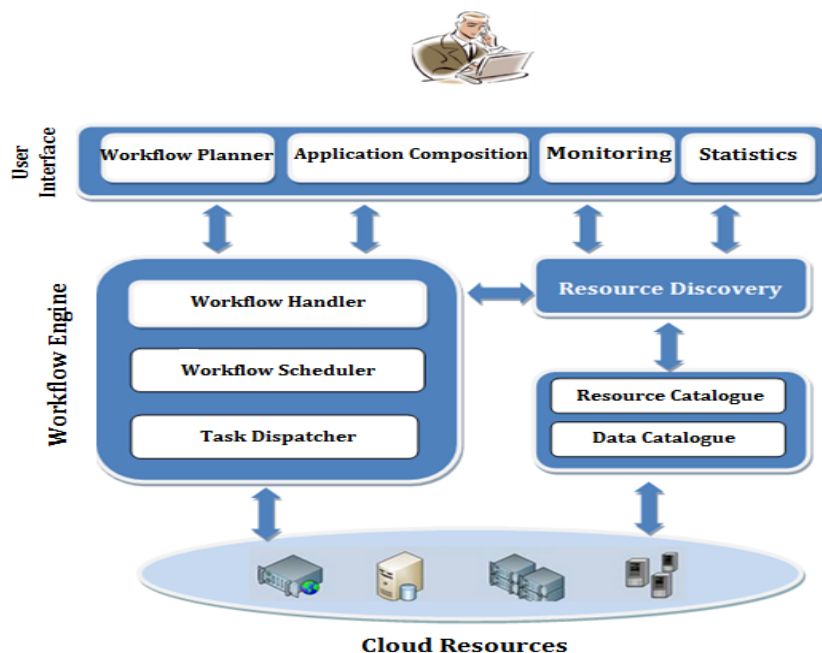 User
Interface
Workflow Planner
Application Composition
Monitoring
Statistics
Workflow Engine
Workflow Handler
Workflow Scheduler
Task Dispatcher
Resource Discovery
Resource Catalogue
Data Catalogue
Cloud Resources